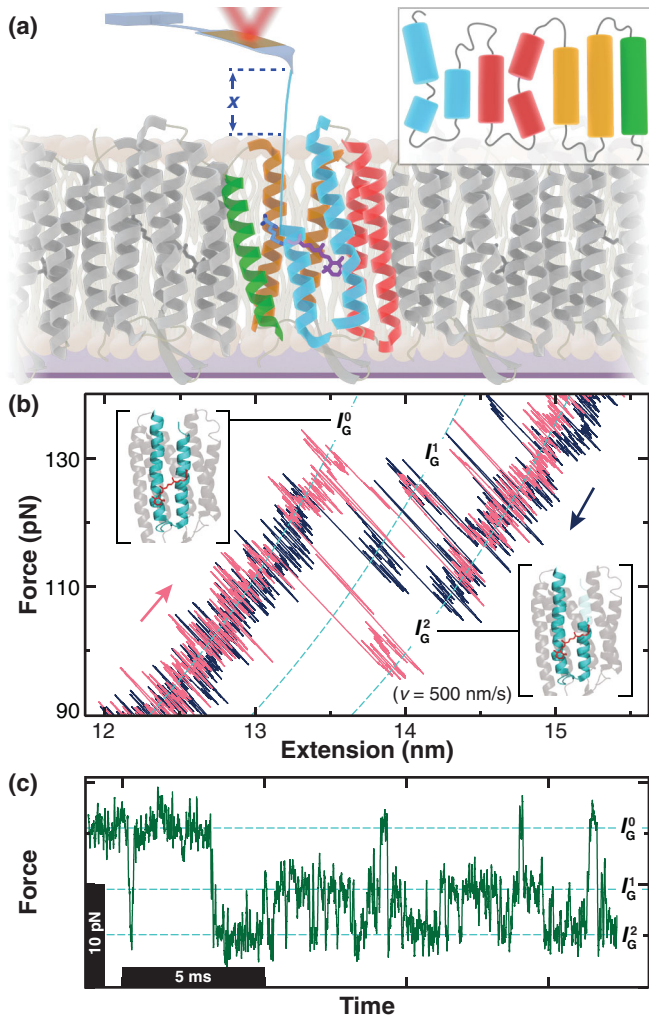 (a)
x
(b)
I_G^0
I_G^1
I_G^2
130
110
90
Force (pN)
(v = 500 nm/s)
12
13
14
15
Extension (nm)
(c)
I_G^0
I_G^1
I_G^2
Force
10 pN
5 ms
Time